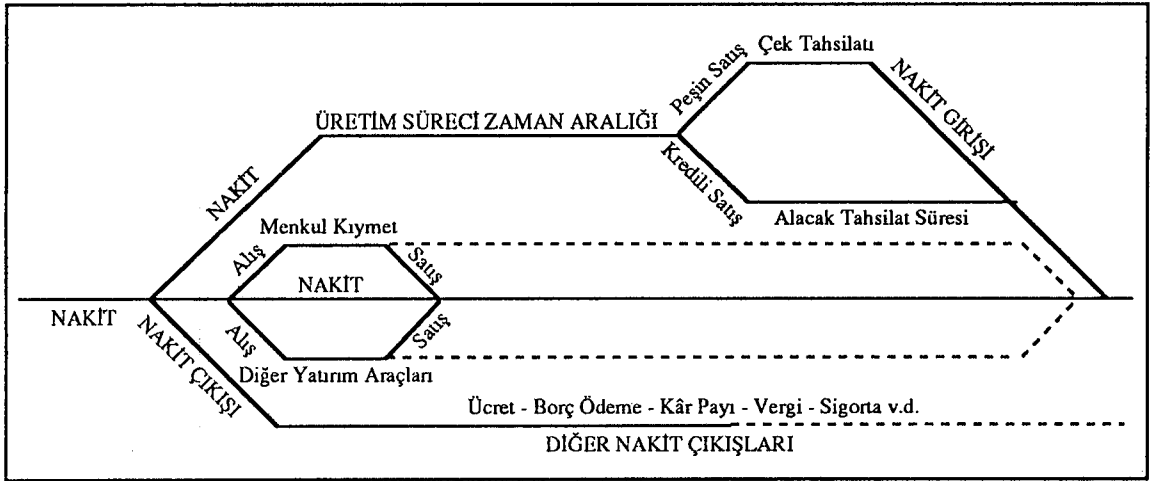 Çek Tahsilatı
Peşin Satış
NAKİT GİRİŞİ
ÜRETİM SÜRECİ ZAMAN ARALIĞI
Kredili Satış
NAKİT
Alacak Tahsilat Süresi
Menkul Kıymet
Alış
Satış
NAKİT
NAKİT
Alış
Satış
NAKİT ÇIKIŞI
Diğer Yatırım Araçları
Ücret - Borç Ödeme - Kâr Payı - Vergi - Sigorta v.d.
DİĞER NAKİT ÇIKIŞLARI